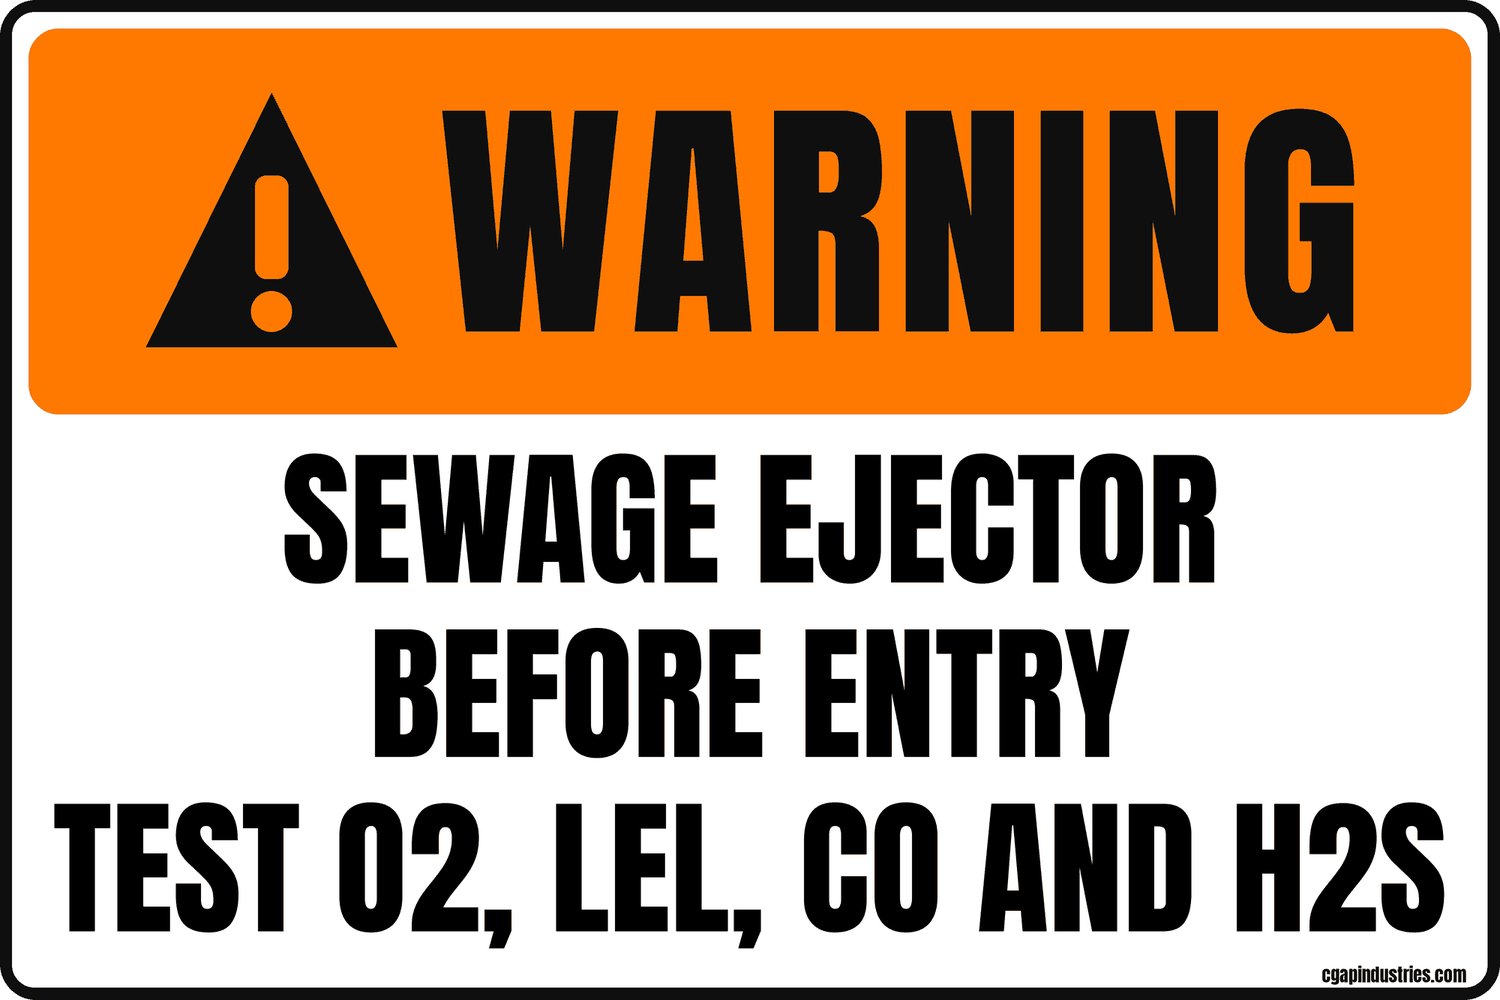 WARNING
SEWAGE EJECTOR
BEFORE ENTRY
TEST O2, LEL, CO AND H2S
cgapindustries.com